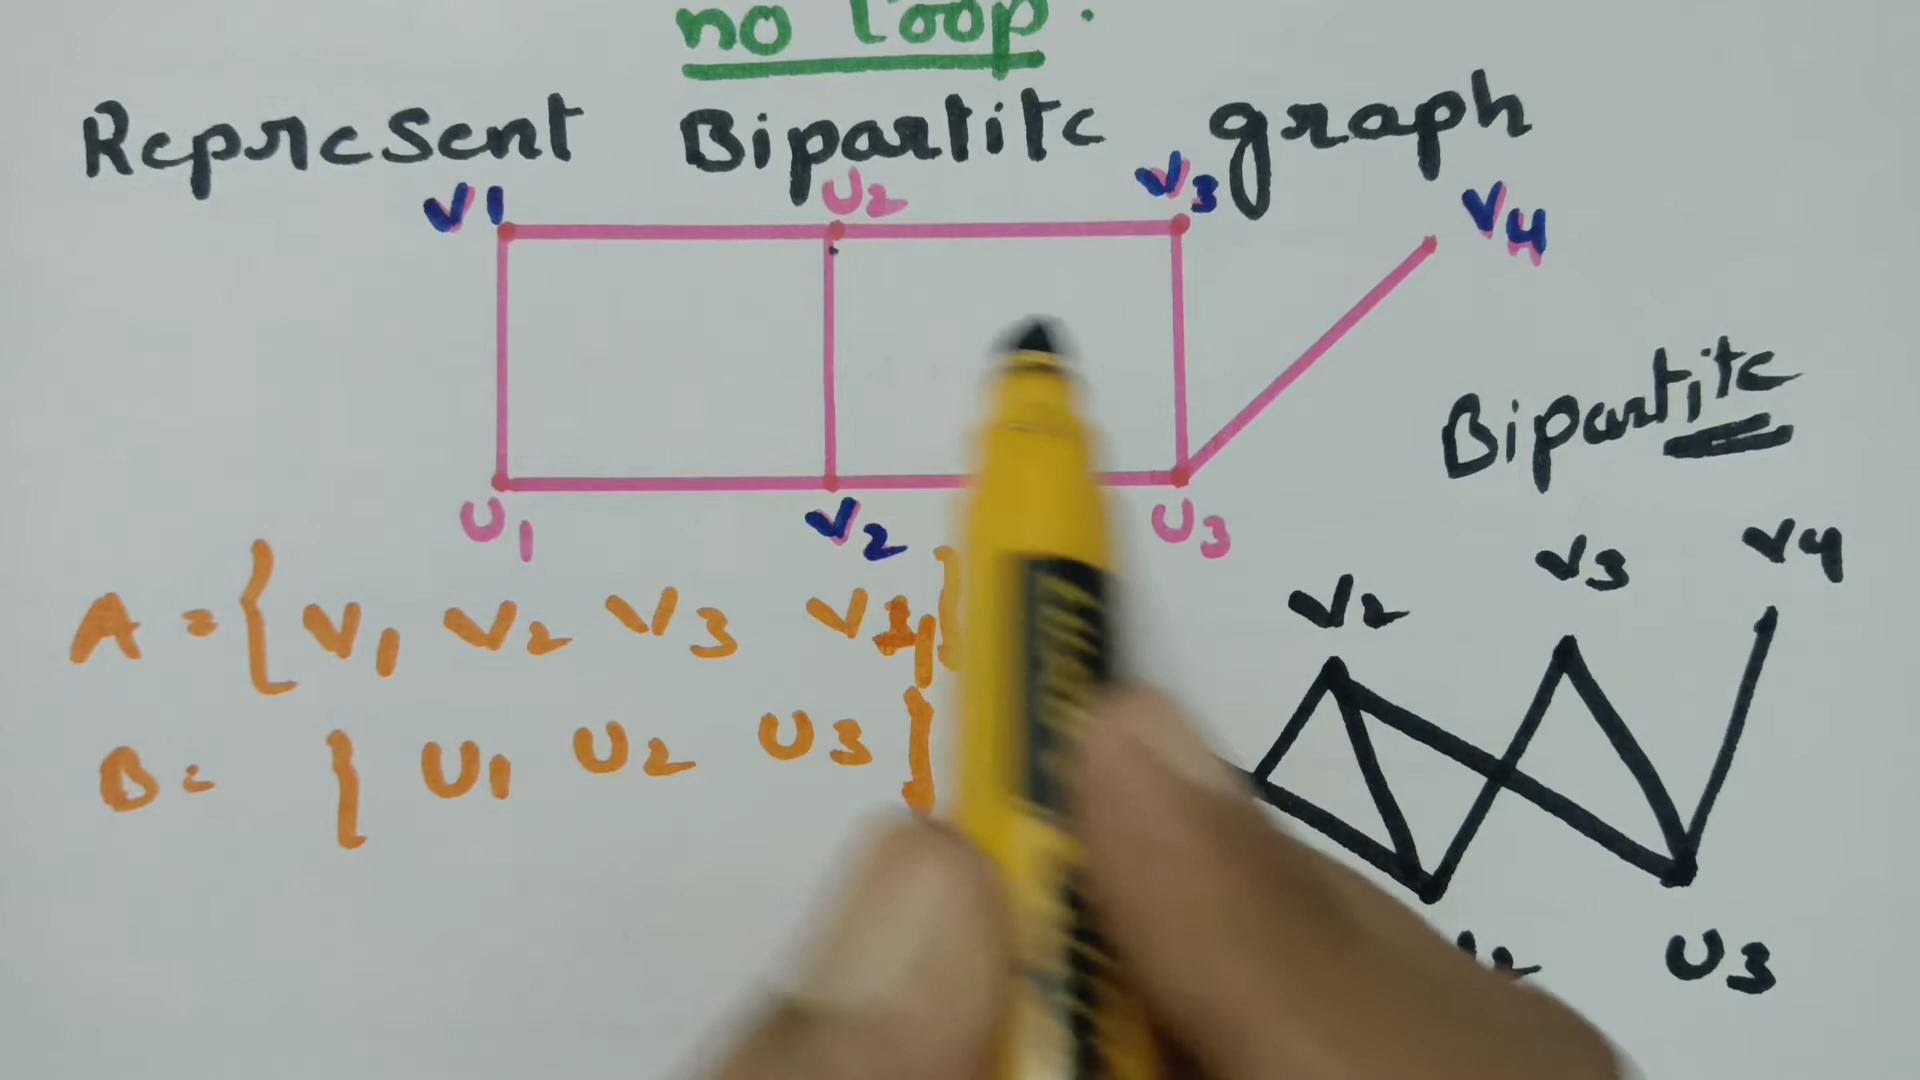 no loop.
Represent Bipartite graph
V1 U2 V3 V4
U1 V2 U3
Bipartite
A = { V1 V2 V3 V4 }
B = { U1 U2 U3 }
V2 V3 V4
U3